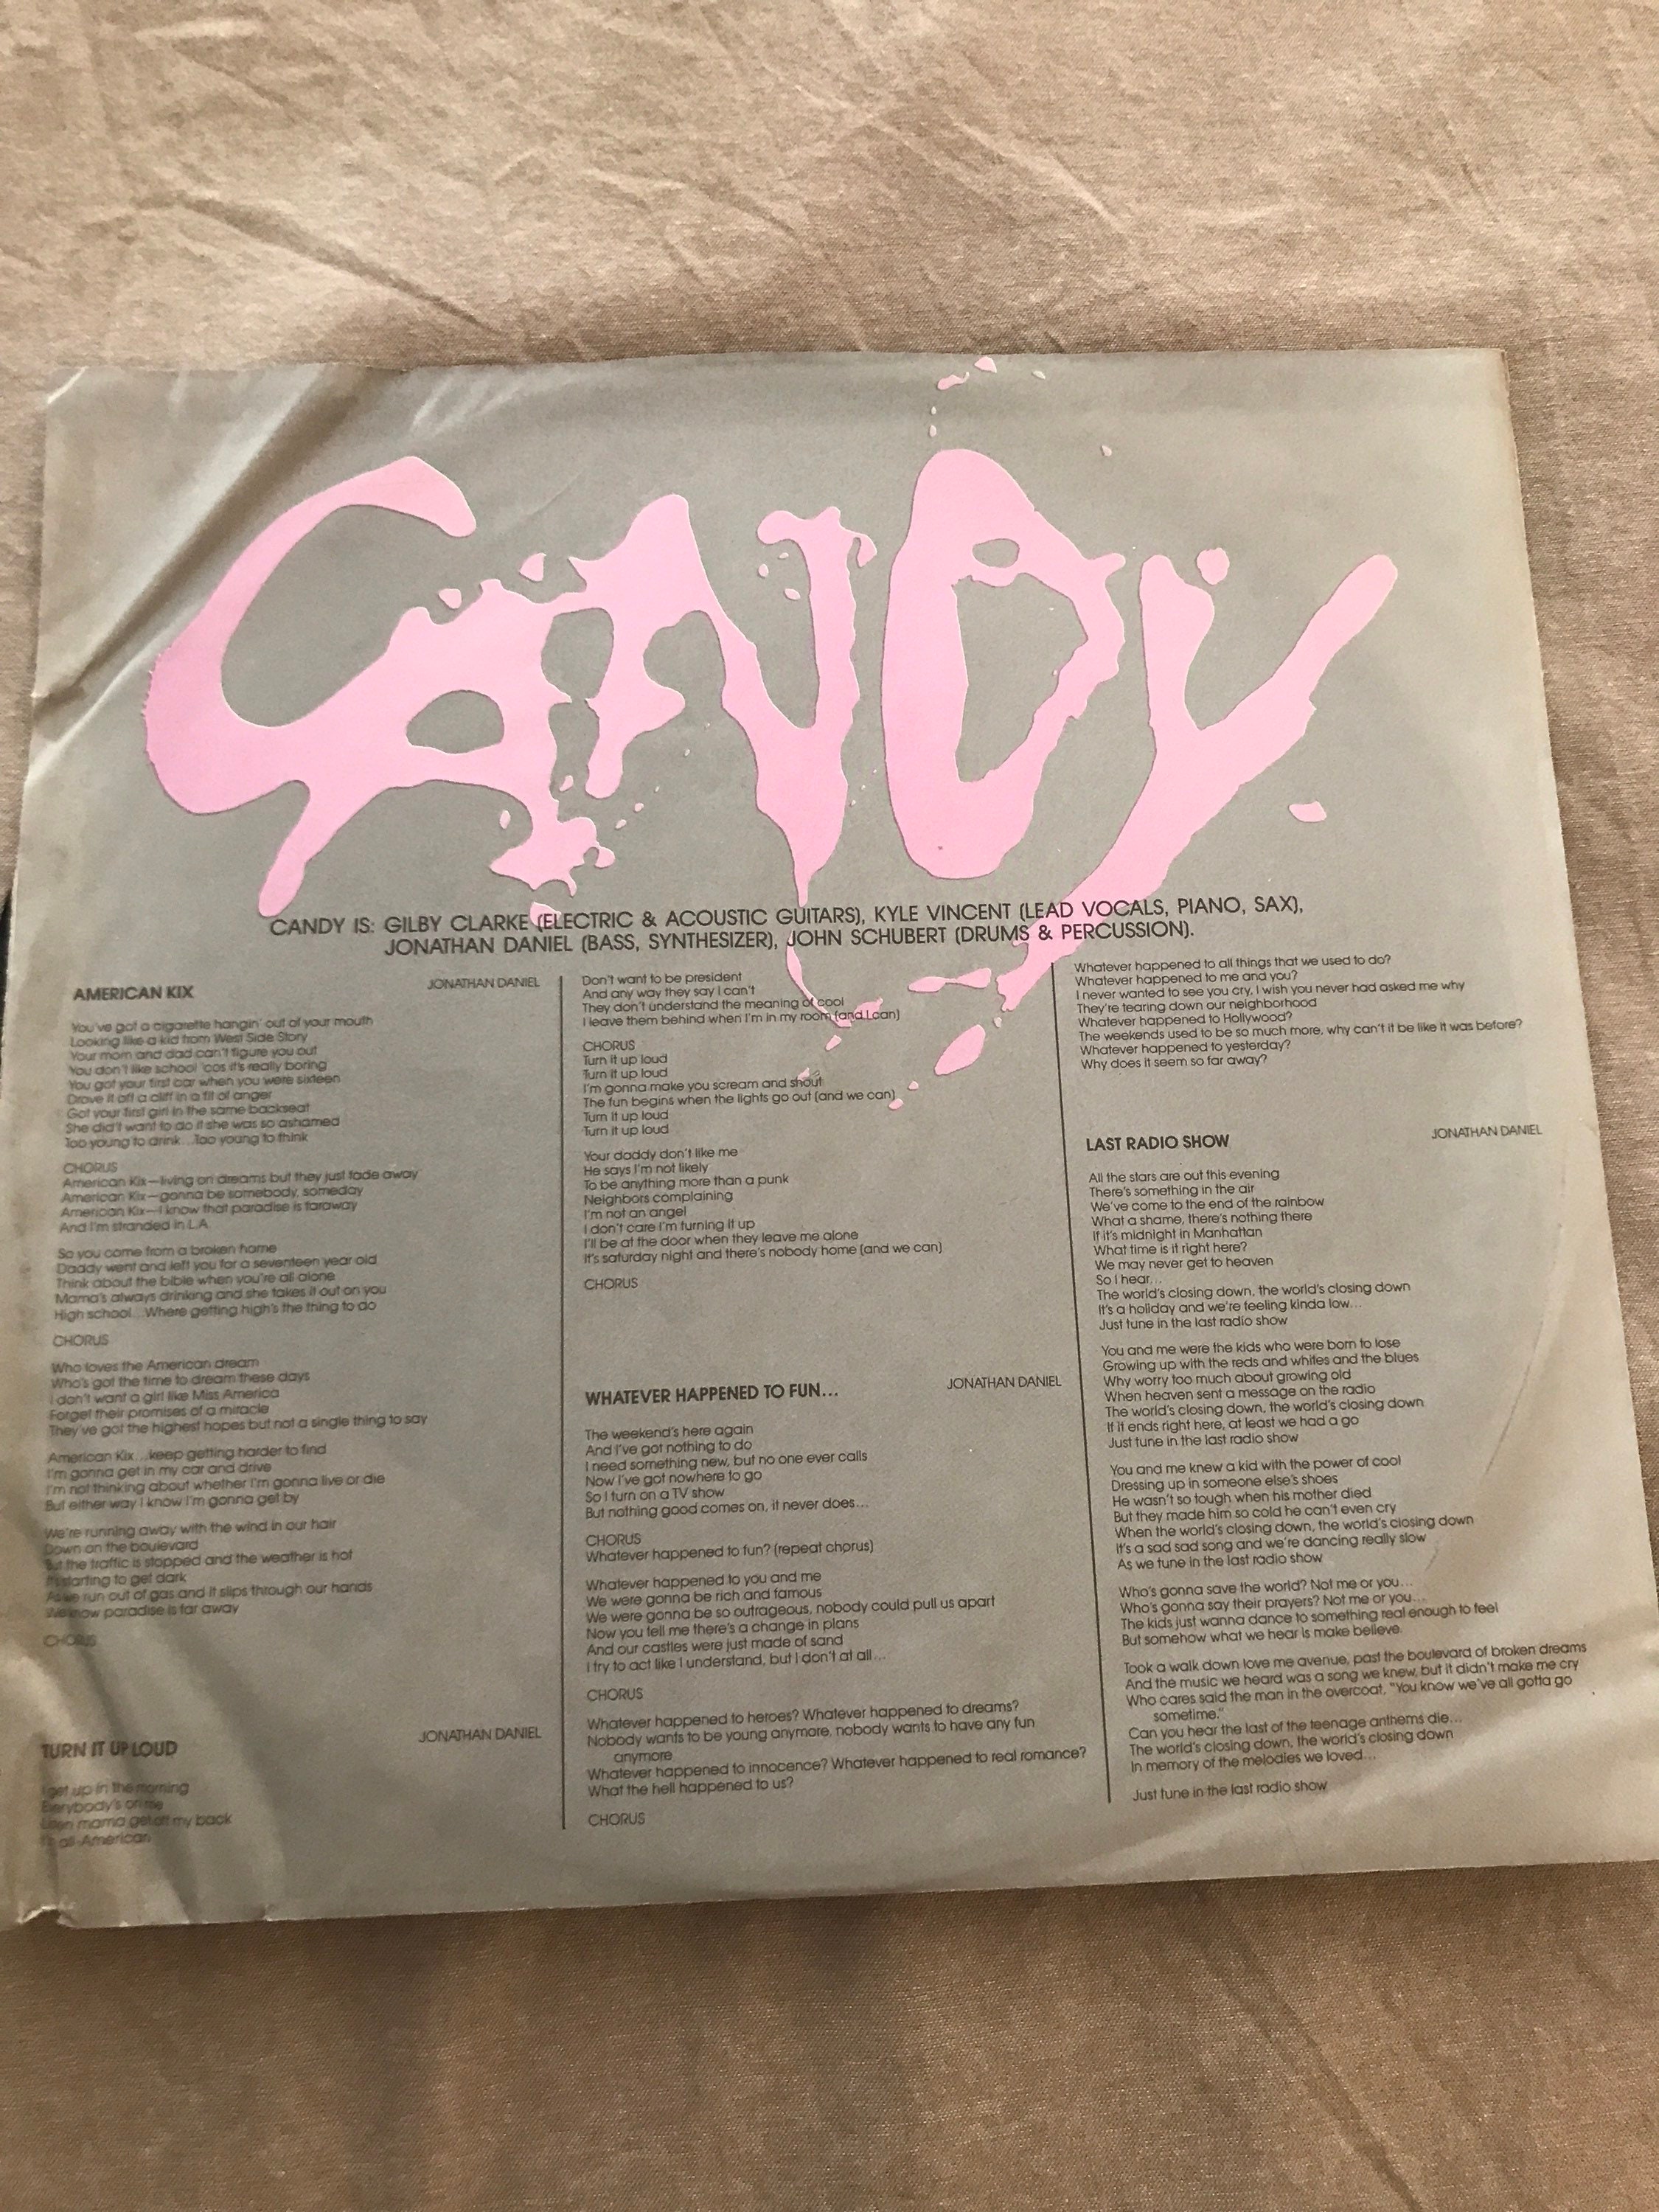 CANDY
CANDY IS: GILBY CLARKE (ELECTRIC & ACOUSTIC GUITARS), KYLE VINCENT (LEAD VOCALS, PIANO, SAX),
JONATHAN DANIEL (BASS, SYNTHESIZER), JOHN SCHUBERT (DRUMS & PERCUSSION).
AMERICAN KIX JONATHAN DANIEL
You've got a cigarette hangin' out of your mouth
Looking like a kid from West Side Story
Your mom and dad can't figure you out
You don't like school 'cos it's really boring
You got your first car when you were sixteen
Drove it off a cliff in a fit of anger
Got your first girl in the same backseat
She did't want to do it she was so ashamed
Too young to drink...Too young to think
CHORUS
American Kix—living on dreams but they just fade away
American Kix—gonna be somebody, someday
American Kix—I know that paradise is faraway
And I'm stranded in L.A.
So you come from a broken home
Daddy went and left you for a seventeen year old
Think about the bible when you're all alone
Mama's always drinking and she takes it out on you
High school...Where getting high's the thing to do
CHORUS
Who loves the American dream
Who's got the time to dream these days
I don't want a girl like Miss America
Forget their promises of a miracle
They've got the highest hopes but not a single thing to say
American Kix...keep getting harder to find
I'm gonna get in my car and drive
I'm not thinking about whether I'm gonna live or die
But either way I know I'm gonna get by
We're running away with the wind in our hair
Down on the boulevard
But the traffic is stopped and the weather is hot
It's starting to get dark
As we run out of gas and it slips through our hands
We know paradise is far away
CHORUS
TURN IT UP LOUD JONATHAN DANIEL
I get up in the morning
Everybody's on me
Listen mama get off my back
I'm all-American
Don't want to be president
And any way they say I can't
They don't understand the meaning of cool
I leave them behind when I'm in my room (and I can)
CHORUS
Turn it up loud
Turn it up loud
I'm gonna make you scream and shout
The fun begins when the lights go out (and we can)
Turn it up loud
Turn it up loud
Your daddy don't like me
He says I'm not likely
To be anything more than a punk
Neighbors complaining
I'm not an angel
I don't care I'm turning it up
I'll be at the door when they leave me alone
It's saturday night and there's nobody home (and we can)
CHORUS
WHATEVER HAPPENED TO FUN... JONATHAN DANIEL
The weekend's here again
And I've got nothing to do
I need something new, but no one ever calls
Now I've got nowhere to go
So I turn on a TV show
But nothing good comes on, it never does...
CHORUS
Whatever happened to fun? (repeat chorus)
Whatever happened to you and me
We were gonna be rich and famous
We were gonna be so outrageous, nobody could pull us apart
Now you tell me there's a change in plans
And our castles were just made of sand
I try to act like I understand, but I don't at all...
CHORUS
Whatever happened to heroes? Whatever happened to dreams?
Nobody wants to be young anymore, nobody wants to have any fun
anymore
Whatever happened to innocence? Whatever happened to real romance?
What the hell happened to us?
CHORUS
Whatever happened to all things that we used to do?
Whatever happened to me and you?
I never wanted to see you cry, I wish you never had asked me why
They're tearing down our neighborhood
Whatever happened to Hollywood?
The weekends used to be so much more, why can't it be like it was before?
Whatever happened to yesterday?
Why does it seem so far away?
LAST RADIO SHOW JONATHAN DANIEL
All the stars are out this evening
There's something in the air
We've come to the end of the rainbow
What a shame, there's nothing there
If it's midnight in Manhattan
What time is it right here?
We may never get to heaven
So I hear...
The world's closing down, the world's closing down
It's a holiday and we're feeling kinda low...
Just tune in the last radio show
You and me were the kids who were born to lose
Growing up with the reds and whites and the blues
Why worry too much about growing old
When heaven sent a message on the radio
The world's closing down, the world's closing down
If it ends right here, at least we had a go
Just tune in the last radio show
You and me knew a kid with the power of cool
Dressing up in someone else's shoes
He wasn't so tough when his mother died
But they made him so cold he can't even cry
When the world's closing down, the world's closing down
It's a sad sad song and we're dancing really slow
As we tune in the last radio show
Who's gonna save the world? Not me or you...
Who's gonna say their prayers? Not me or you...
The kids just wanna dance to something real enough to feel
But somehow what we hear is make believe.
Took a walk down love me avenue, past the boulevard of broken dreams
And the music we heard was a song we knew, but it didn't make me cry
Who cares said the man in the overcoat, "You know we've all gotta go
sometime."
Can you hear the last of the teenage anthems die...
The world's closing down, the world's closing down
In memory of the melodies we loved...
Just tune in the last radio show